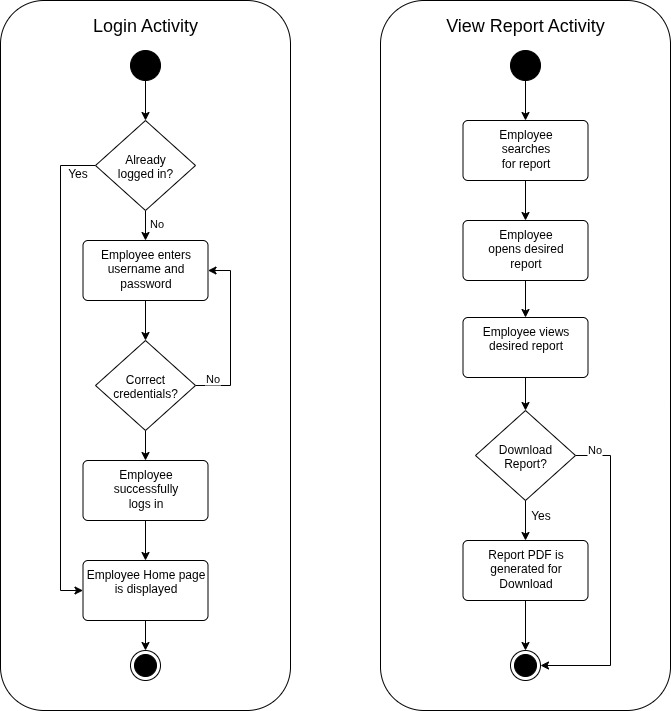 Login Activity
Already
logged in?
Yes
No
Employee enters
username and
password
Correct
credentials?
No
Employee
successfully
logs in
Employee Home page
is displayed
View Report Activity
Employee
searches
for report
Employee
opens desired
report
Employee views
desired report
Download
Report?
No
Yes
Report PDF is
generated for
Download